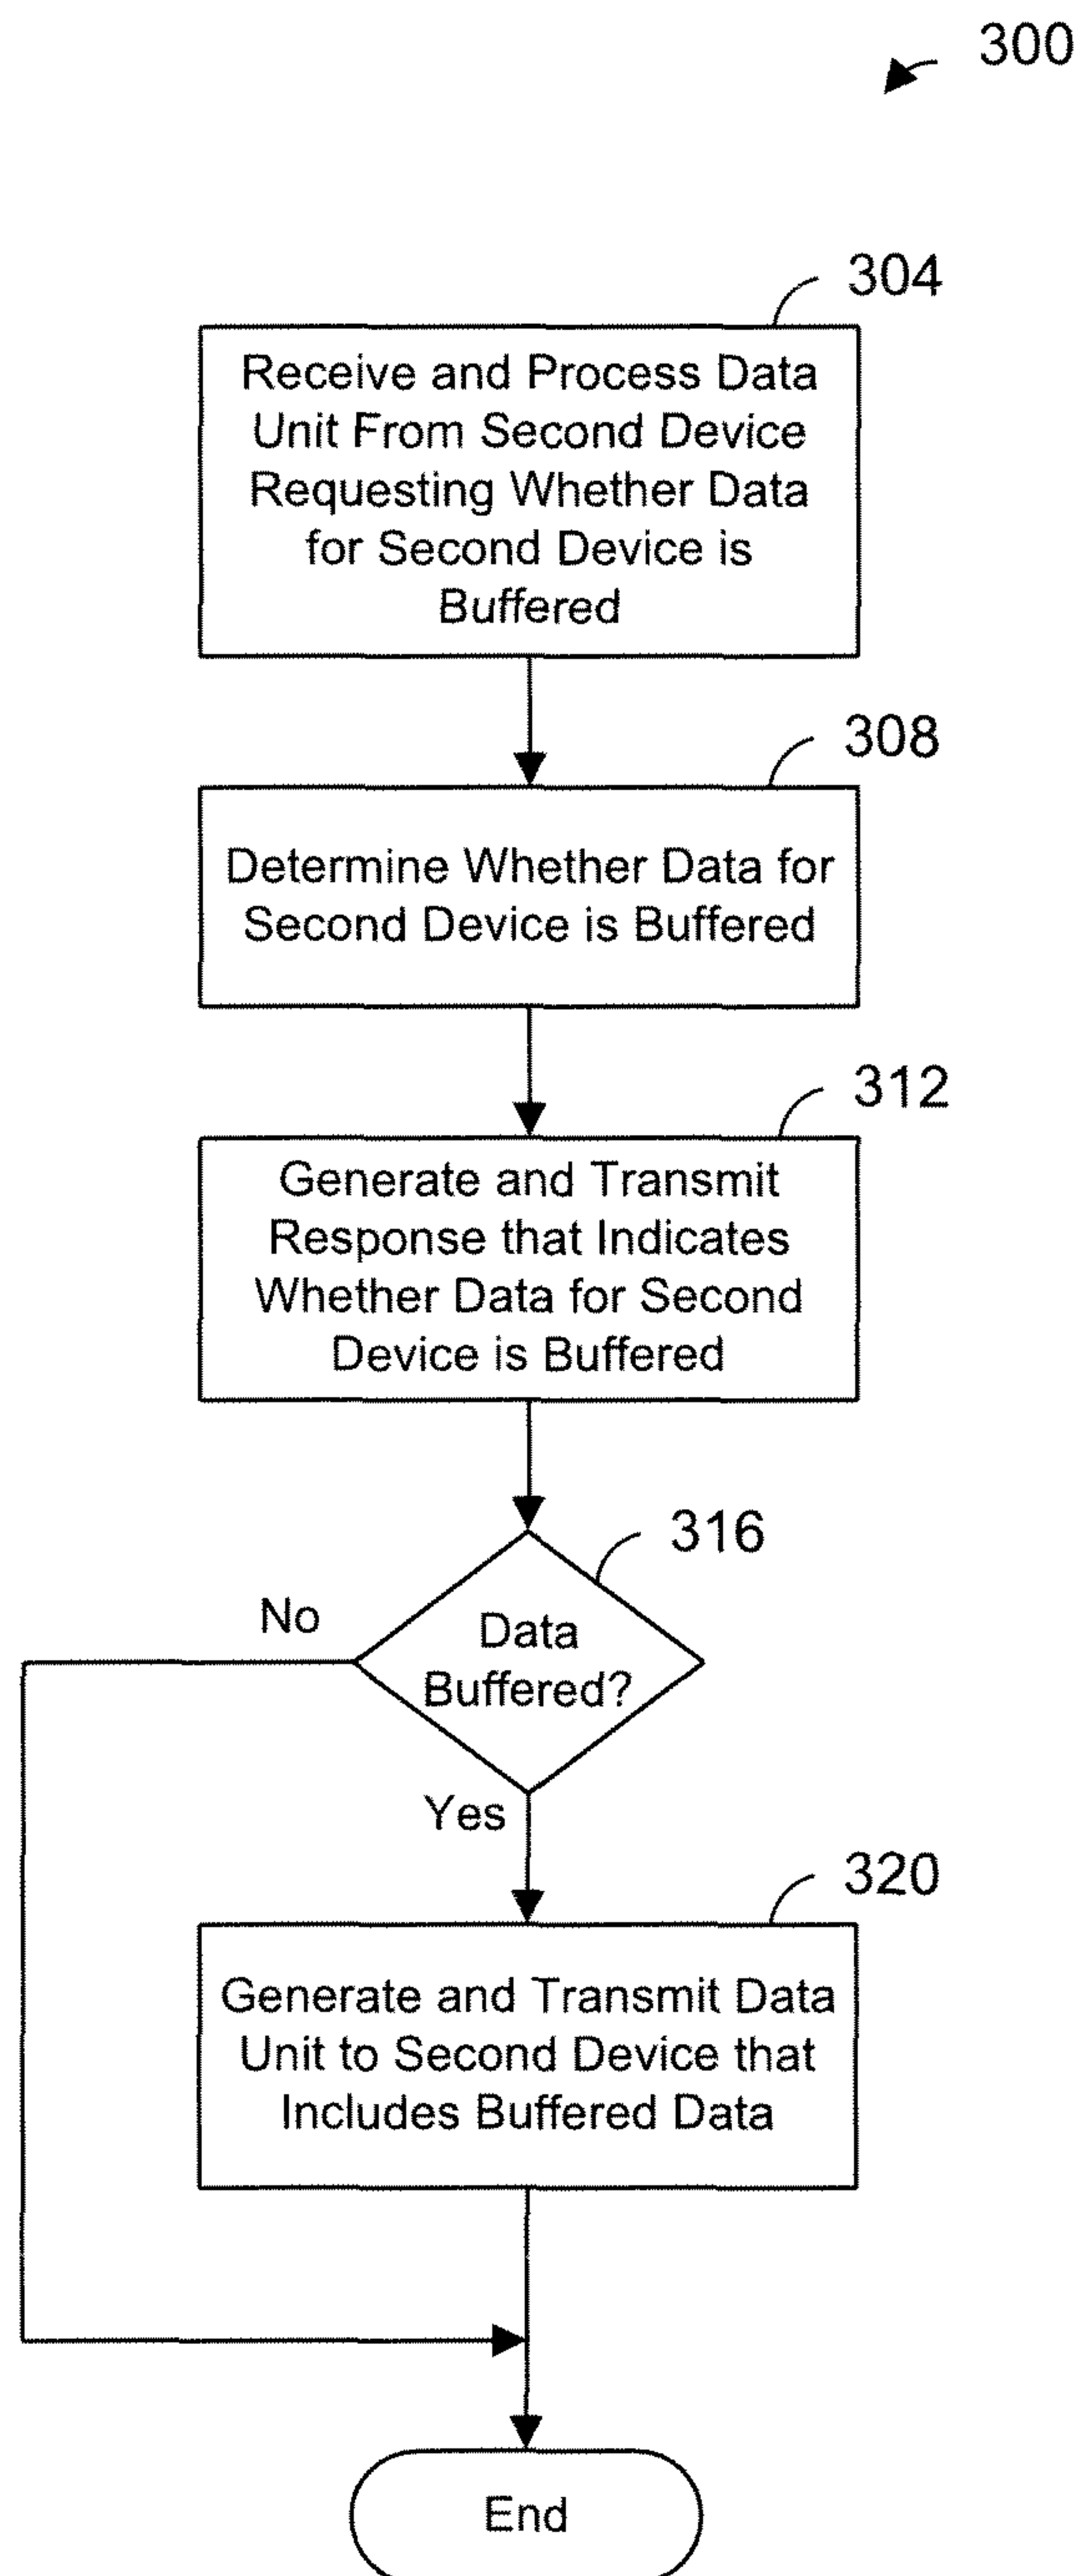 300
304
Receive and Process Data
Unit From Second Device
Requesting Whether Data
for Second Device is
Buffered
308
Determine Whether Data for
Second Device is Buffered
312
Generate and Transmit
Response that Indicates
Whether Data for Second
Device is Buffered
316
No
Data
Buffered?
Yes
320
Generate and Transmit Data
Unit to Second Device that
Includes Buffered Data
End